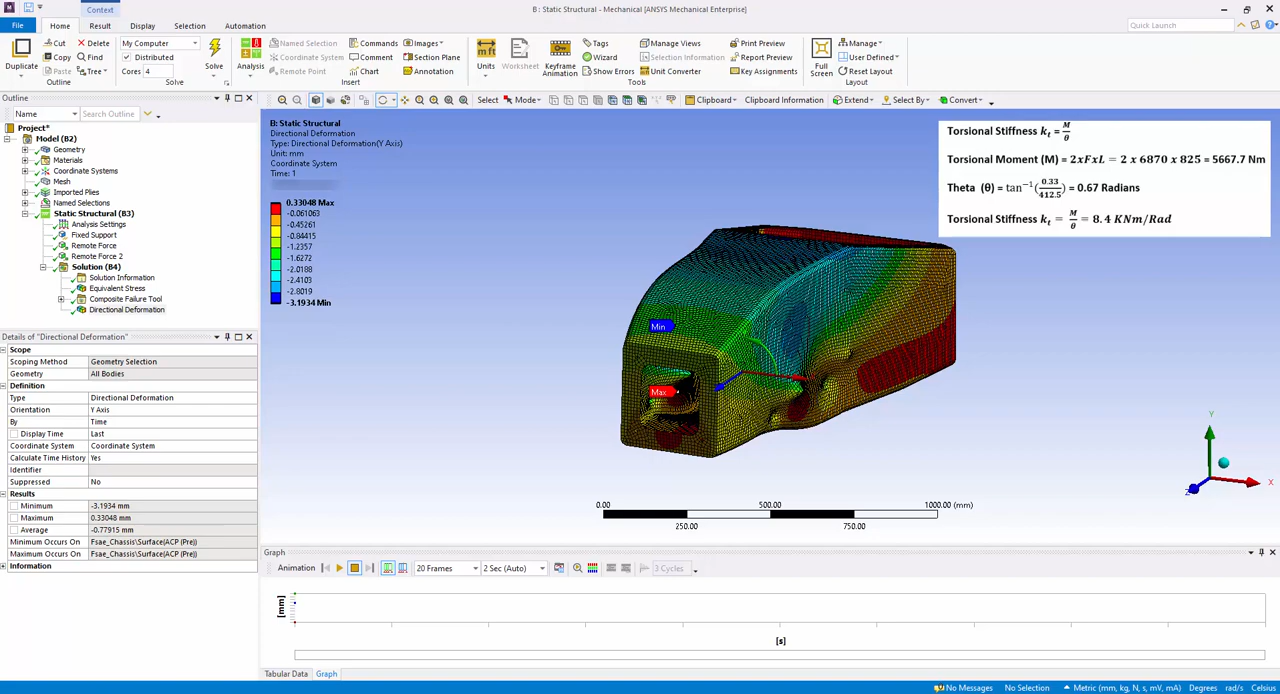 Context
B : Static Structural - Mechanical [ANSYS Mechanical Enterprise]
File Home Result Display Selection Automation
Quick Launch
Duplicate
Cut
Copy
Paste
Delete
Find
Tree
Outline
My Computer
Distributed
Cores 4
Solve
Solve
Analysis
Named Selection
Coordinate System
Remote Point
Commands
Comment
Chart
Images
Section Plane
Annotation
Insert
Units
Worksheet
Keyframe
Animation
Tags
Wizard
Show Errors
Manage Views
Selection Information
Unit Converter
Print Preview
Report Preview
Key Assignments
Tools
Full
Screen
Manage
User Defined
Reset Layout
Layout
Outline
Name
Search Outline
Select Mode Clipboard Clipboard Information Extend Select By Convert
Project*
Model (B2)
Geometry
Materials
Coordinate Systems
Mesh
Imported Plies
Named Selections
Static Structural (B3)
Analysis Settings
Fixed Support
Remote Force
Remote Force 2
Solution (B4)
Solution Information
Equivalent Stress
Composite Failure Tool
Directional Deformation
Details of "Directional Deformation"
Scope
Scoping Method Geometry Selection
Geometry All Bodies
Definition
Type Directional Deformation
Orientation Y Axis
By Time
Display Time Last
Coordinate System Coordinate System
Calculate Time History Yes
Identifier
Suppressed No
Results
Minimum -3.1934 mm
Maximum 0.33048 mm
Average -0.77915 mm
Minimum Occurs On Fsae_Chassis\Surface(ACP (Pre))
Maximum Occurs On Fsae_Chassis\Surface(ACP (Pre))
Information
B: Static Structural
Directional Deformation
Type: Directional Deformation(Y Axis)
Unit: mm
Coordinate System
Time: 1
0.33048 Max
-0.061063
-0.45261
-0.84415
-1.2357
-1.6272
-2.0188
-2.4103
-2.8019
-3.1934 Min
Torsional Stiffness kt = M/θ
Torsional Moment (M) = 2xFxL = 2 x 6870 x 825 = 5667.7 Nm
Theta (θ) = tan⁻¹(0.33/412.5) = 0.67 Radians
Torsional Stiffness kt = M/θ = 8.4 KNm/Rad
Min
Max
Y
X
Z
0.00 500.00 1000.00 (mm)
250.00 750.00
Graph
Animation 20 Frames 2 Sec (Auto) 3 Cycles
[mm]
[s]
Tabular Data Graph
No Messages No Selection Metric (mm, kg, N, s, mV, mA) Degrees rad/s Celsius